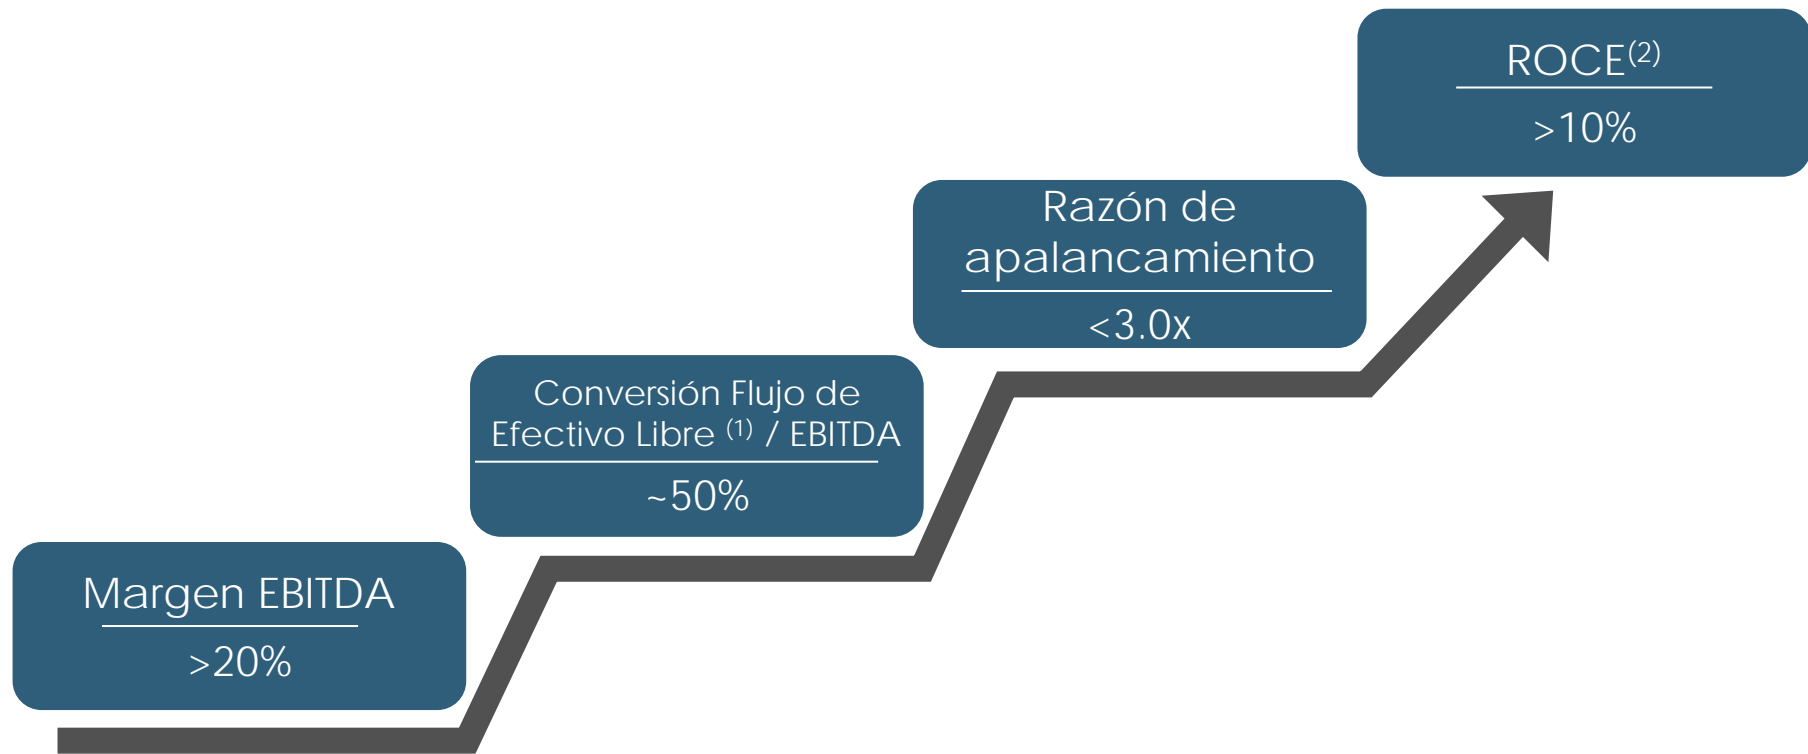 ROCE(2)
>10%
Razón de
apalancamiento
<3.0x
Conversión Flujo de
Efectivo Libre (1) / EBITDA
~50%
Margen EBITDA
>20%